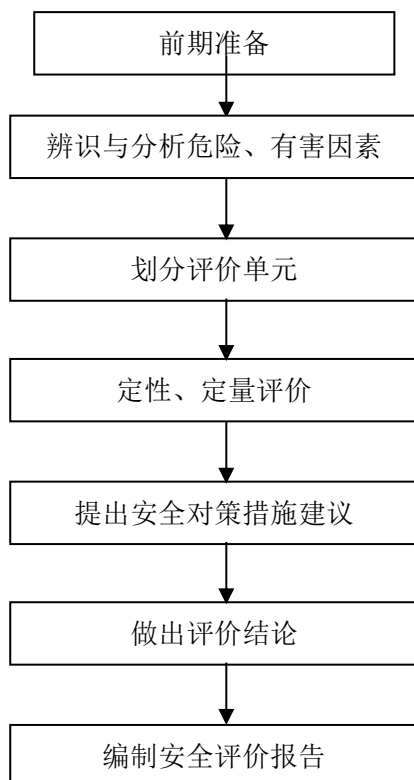 前期准备
辨识与分析危险、有害因素
划分评价单元
定性、定量评价
提出安全对策措施建议
做出评价结论
编制安全评价报告